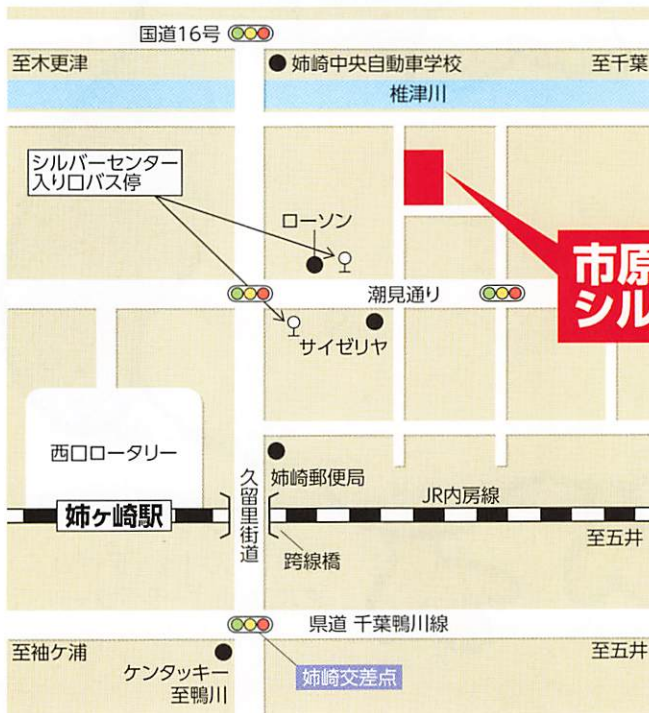 国道16号
至木更津
姉崎中央自動車学校
至千葉
椎津川
シルバーセンター
入り口バス停
ローソン
市原
シル
潮見通り
サイゼリヤ
西口ロータリー
久留里街道
姉崎郵便局
JR内房線
姉ヶ崎駅
跨線橋
至五井
県道 千葉鴨川線
至袖ケ浦
至五井
ケンタッキー
至鴨川
姉崎交差点